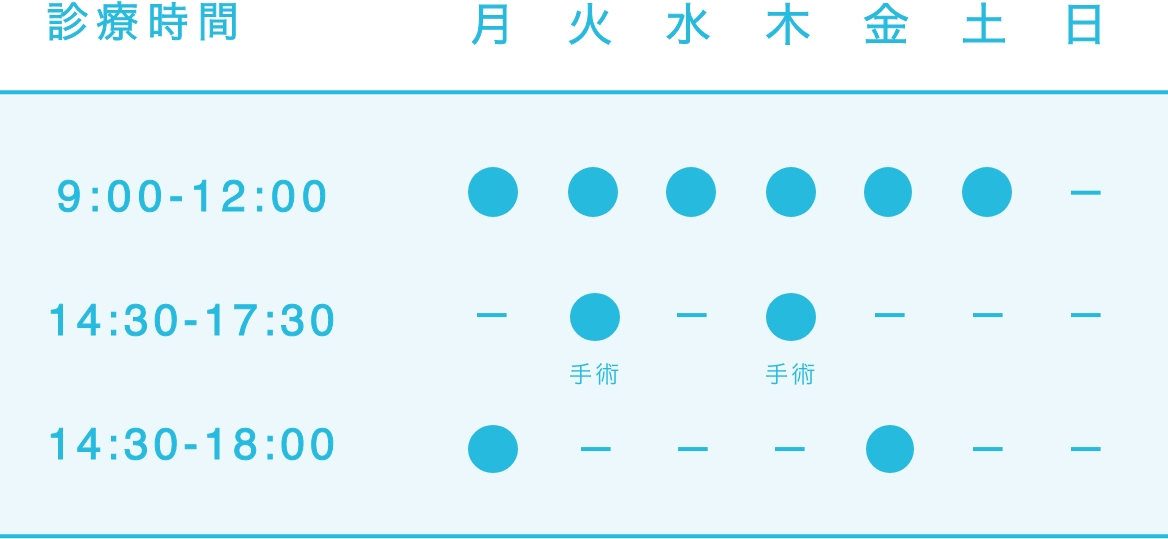 診療時間 月 火 水 木 金 土 日
9:00-12:00 ● ● ● ● ● ● −
14:30-17:30 − ● − ● − − −
手術 手術
14:30-18:00 ● − − − ● − −